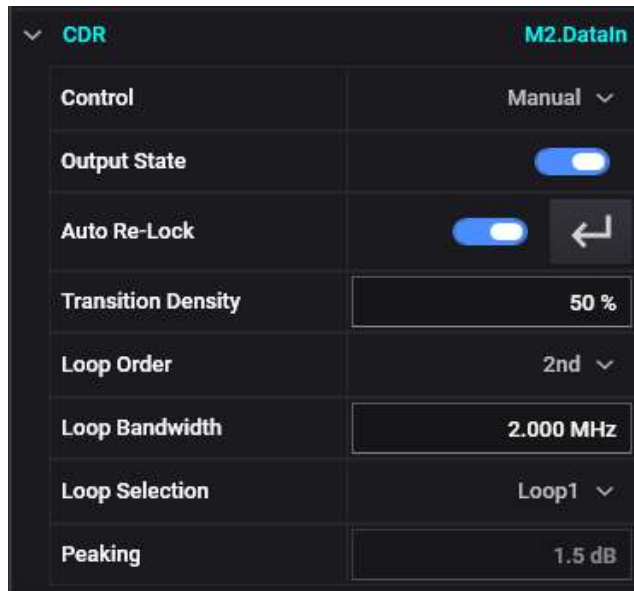 CDR M2.DataIn
Control Manual
Output State
Auto Re-Lock
Transition Density 50 %
Loop Order 2nd
Loop Bandwidth 2.000 MHz
Loop Selection Loop1
Peaking 1.5 dB